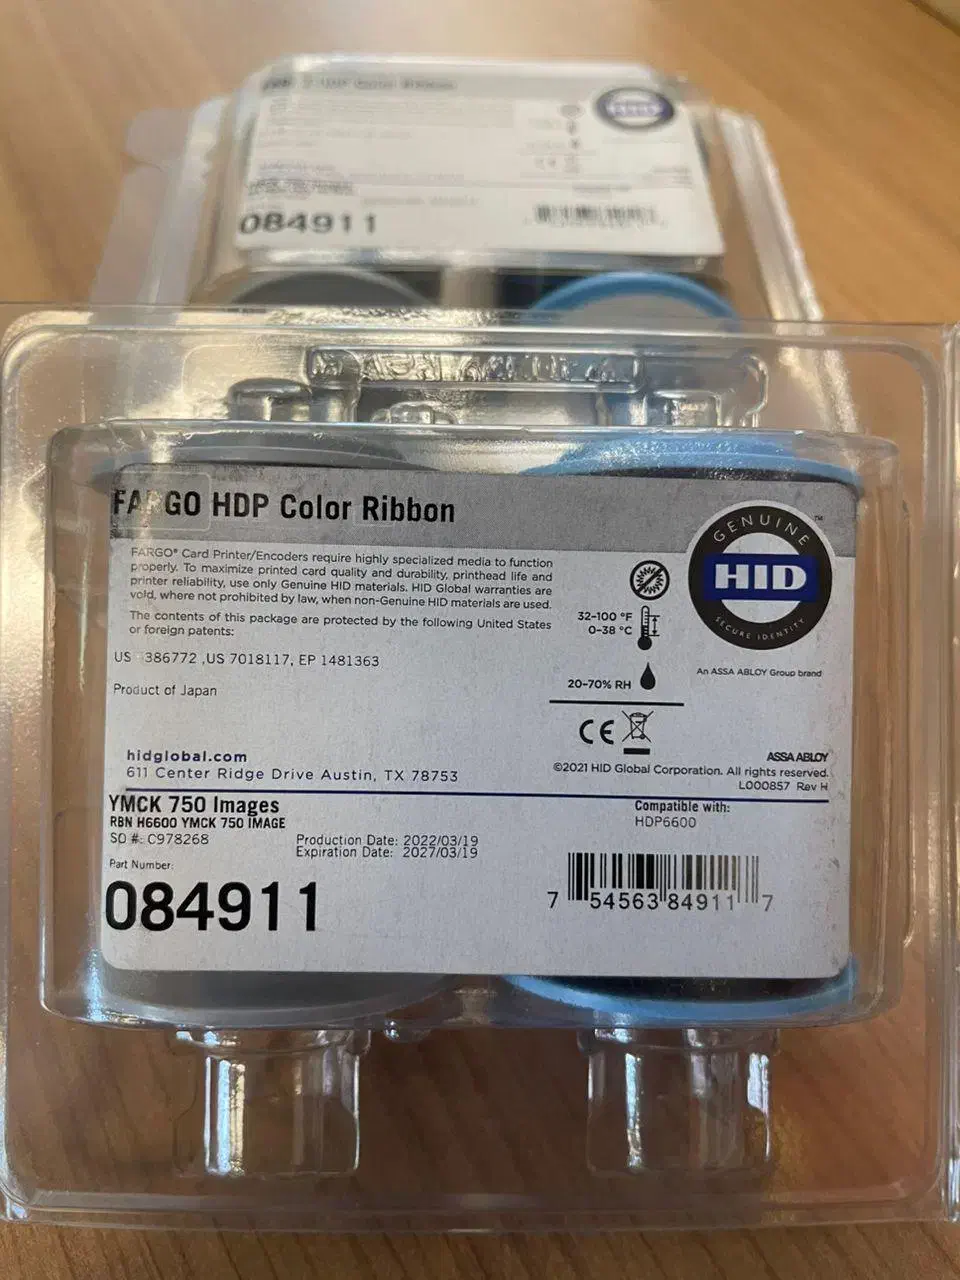 HDP Color Ribbon
084911
FARGO HDP Color Ribbon
GENUINE
™
HID
SECURE IDENTITY
An ASSA ABLOY Group brand
FARGO® Card Printer/Encoders require highly specialized media to function
properly. To maximize printed card quality and durability, printhead life and
printer reliability, use only Genuine HID materials. HID Global warranties are
void, where not prohibited by law, when non-Genuine HID materials are used.
The contents of this package are protected by the following United States
or foreign patents:
US 386772 ,US 7018117, EP 1481363
Product of Japan
32-100 °F
0-38 °C
20-70% RH
CE
hidglobal.com
611 Center Ridge Drive Austin, TX 78753
ASSA ABLOY
©2021 HID Global Corporation. All rights reserved.
L000857 Rev H
YMCK 750 Images
RBN H6600 YMCK 750 IMAGE
SO #: C978268
Production Date: 2022/03/19
Expiration Date: 2027/03/19
Part Number:
084911
Compatible with:
HDP6600
7 54563 84911 7